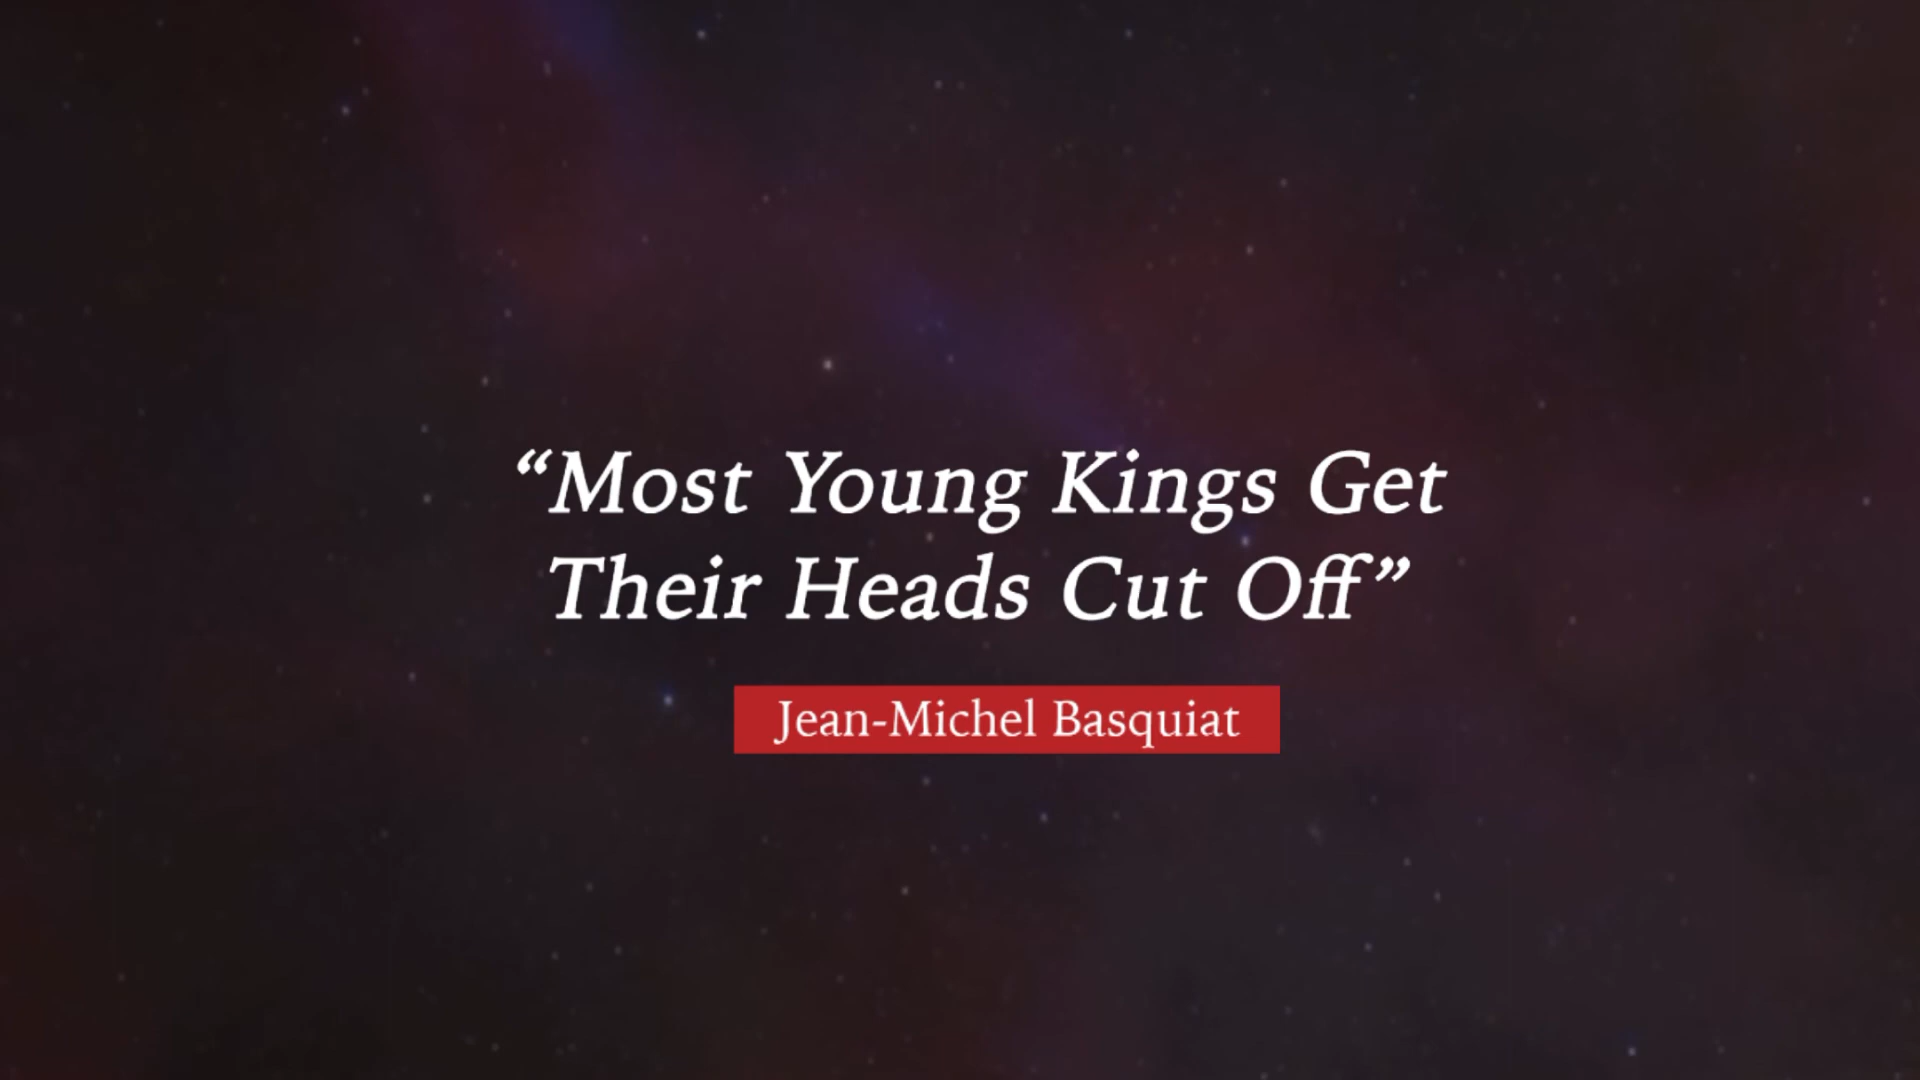 “Most Young Kings Get
Their Heads Cut Off”
Jean-Michel Basquiat